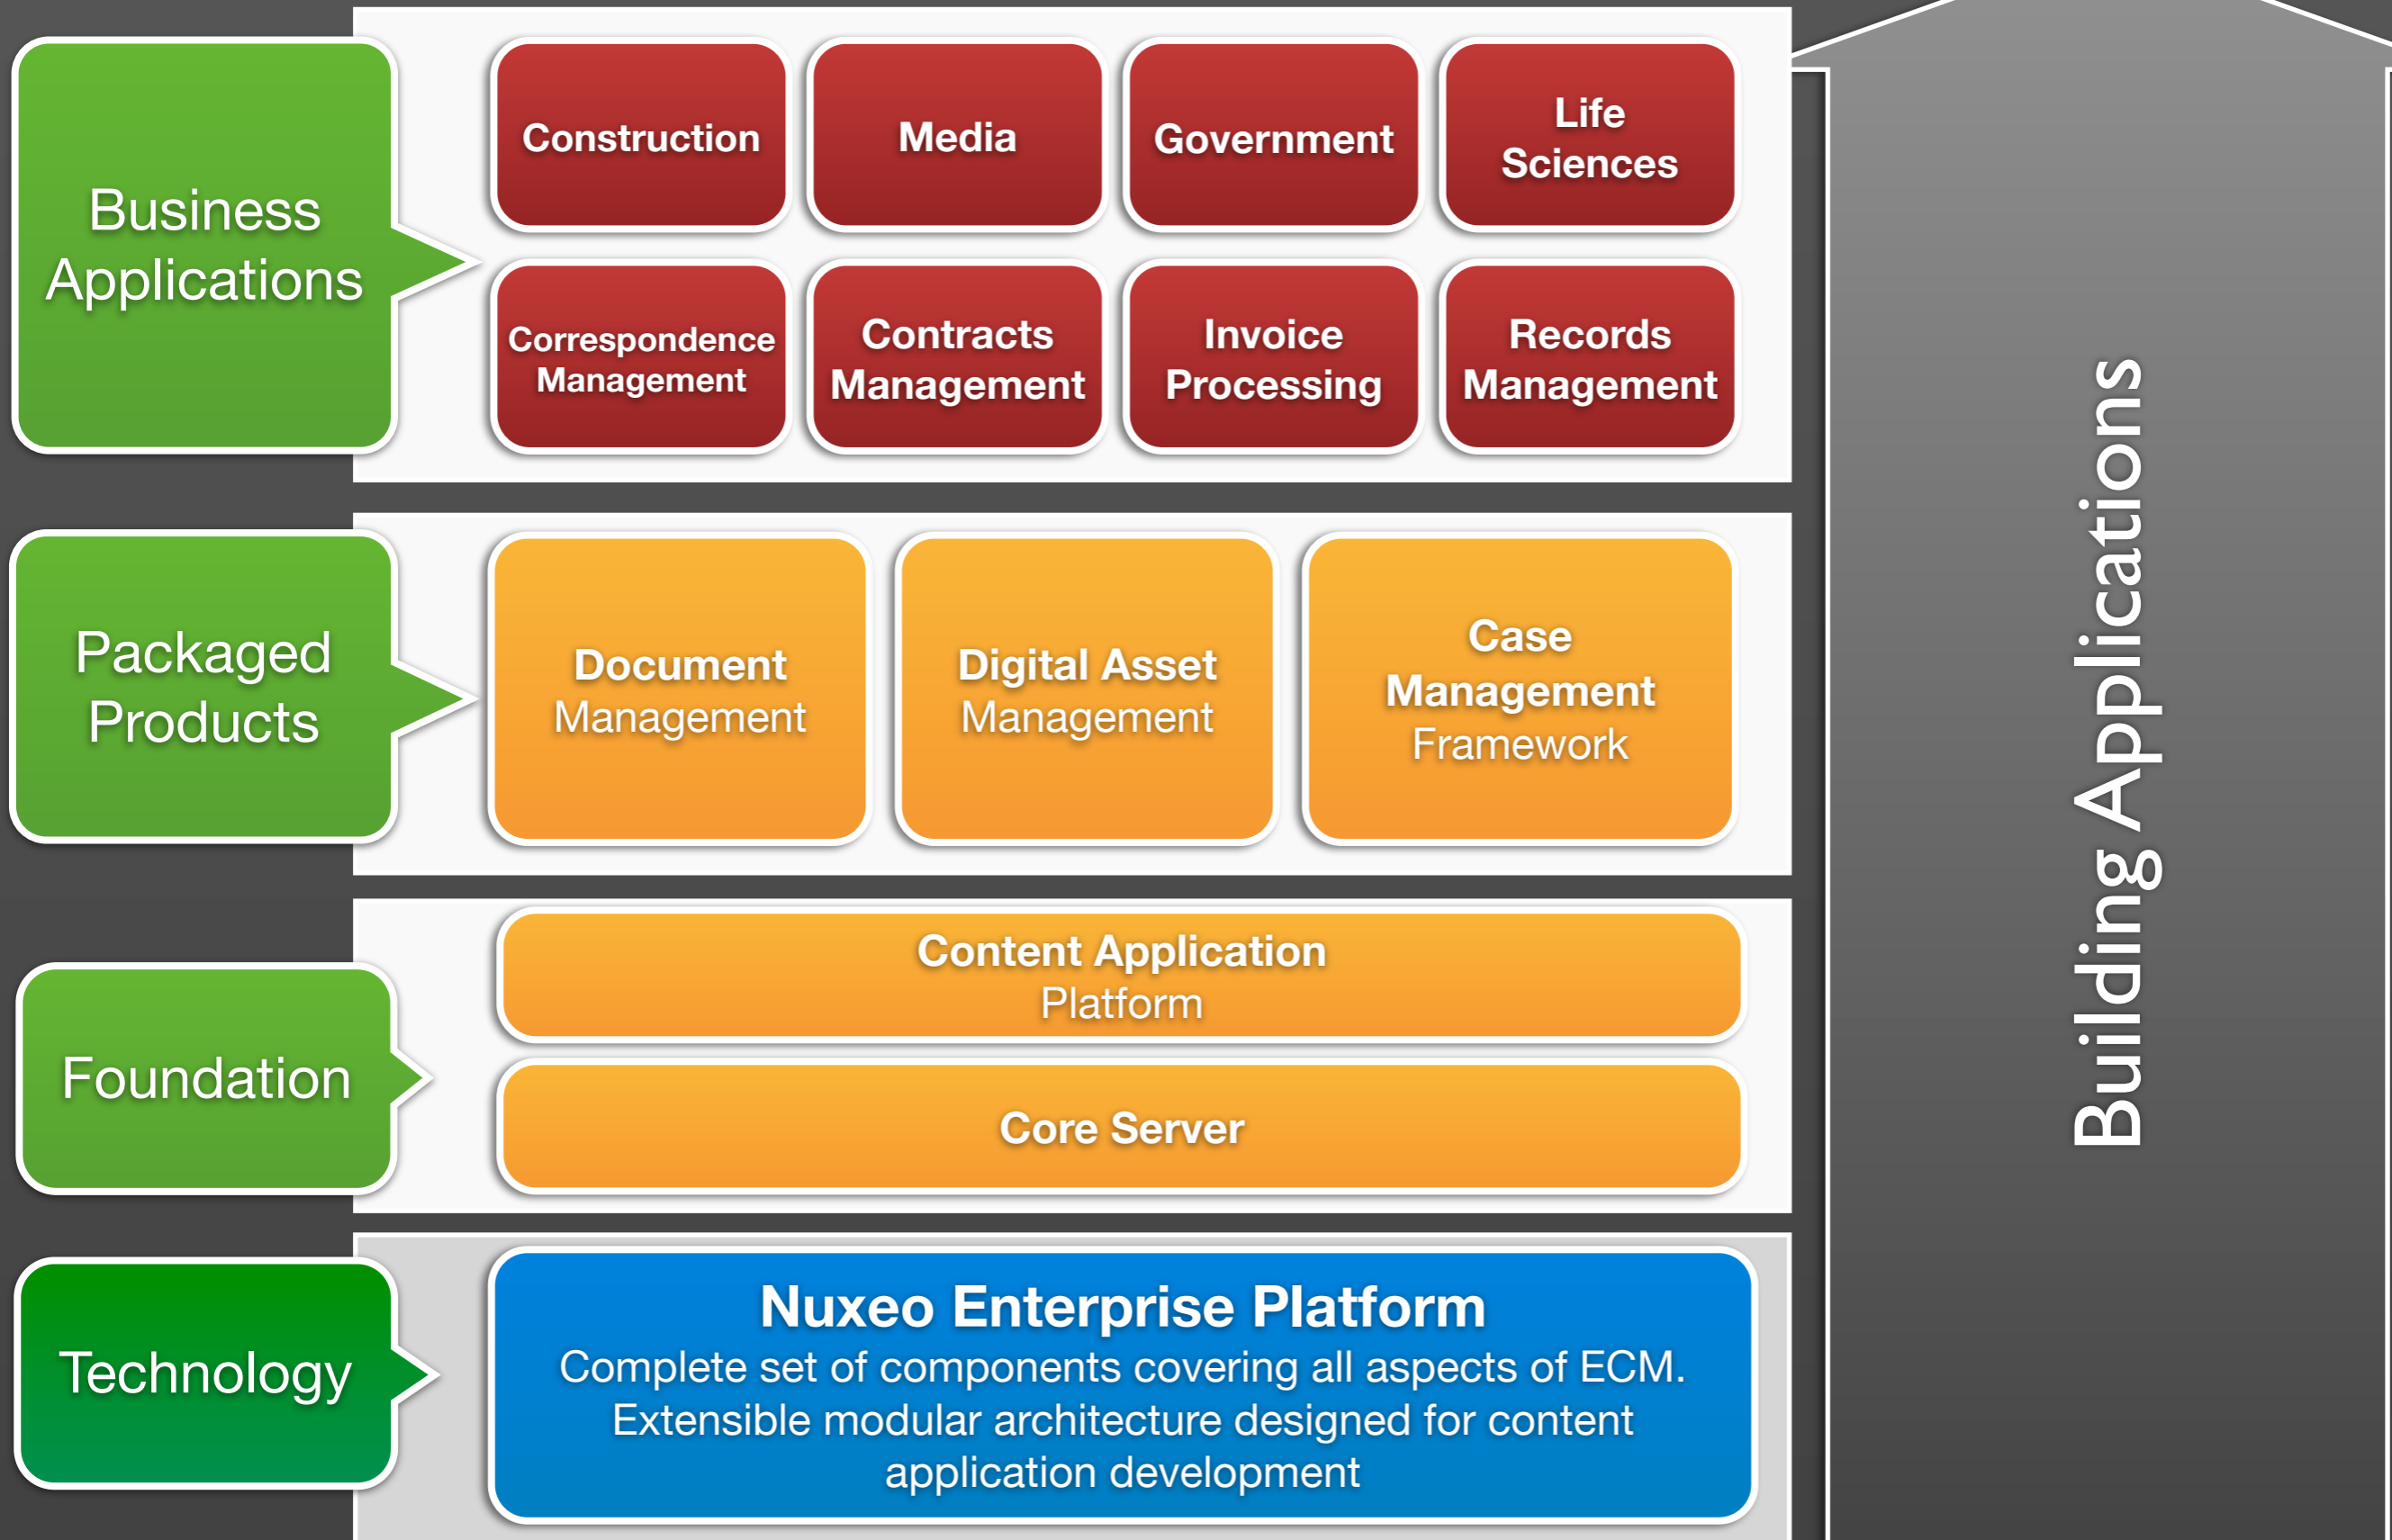 Business
Applications
Construction
Media
Government
Life
Sciences
Correspondence
Management
Contracts
Management
Invoice
Processing
Records
Management
Packaged
Products
Document
Management
Digital Asset
Management
Case
Management
Framework
Foundation
Content Application
Platform
Core Server
Technology
Nuxeo Enterprise Platform
Complete set of components covering all aspects of ECM.
Extensible modular architecture designed for content
application development
Building Applications